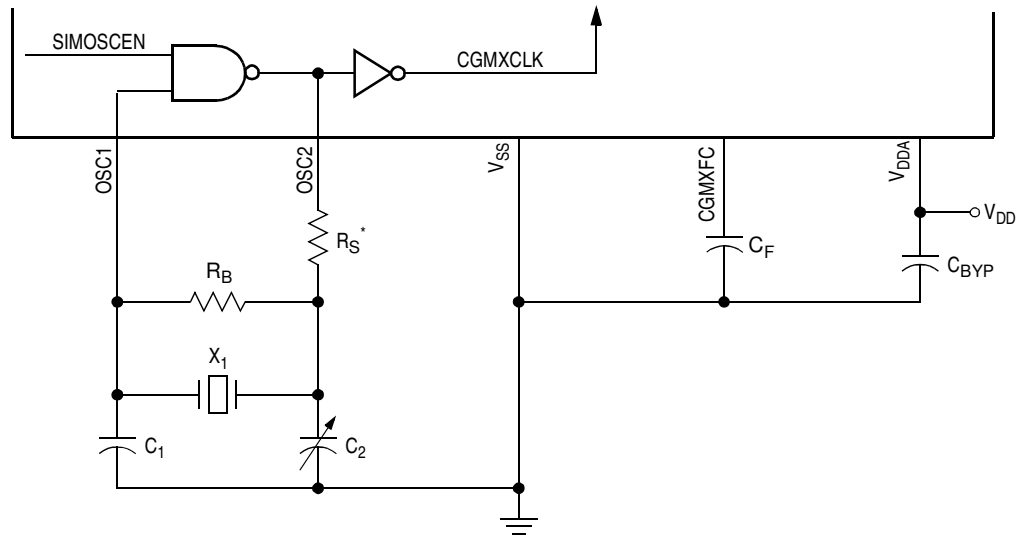 SIMOSCEN
CGMXCLK
OSC1
OSC2
VSS
CGMXFC
VDDA
VDD
RS*
CF
CBYP
RB
X1
C1
C2